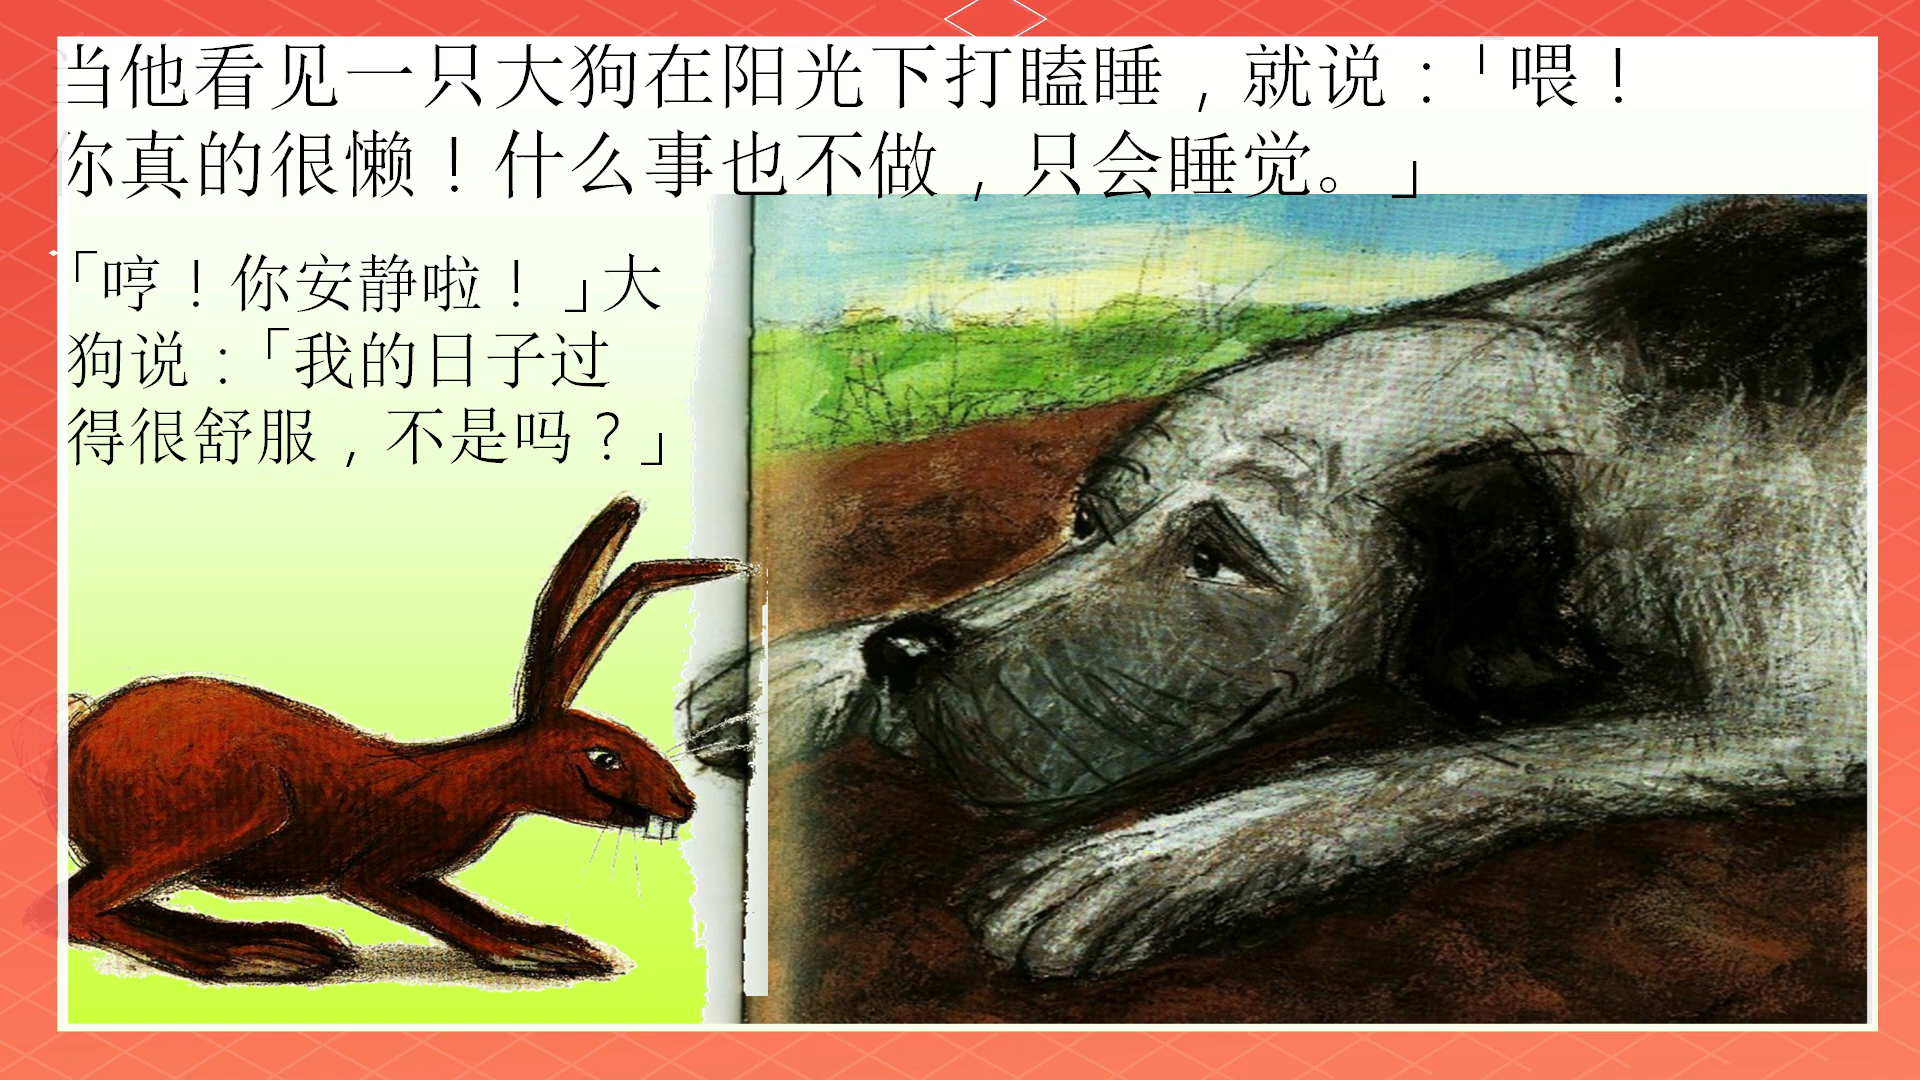 当他看见一只大狗在阳光下打瞌睡，就说：「喂！
你真的很懒！什么事也不做，只会睡觉。」
「哼！你安静啦！」大
狗说：「我的日子过
得很舒服，不是吗？」